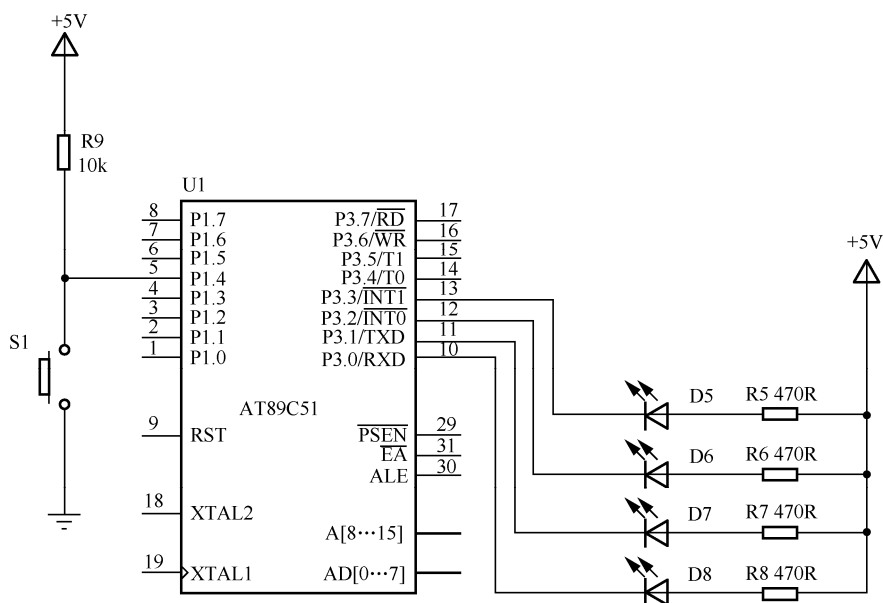 +5V
R9
10k
U1
8 P1.7 P3.7/RD 17
7 P1.6 P3.6/WR 16
6 P1.5 P3.5/T1 15
5 P1.4 P3.4/T0 14
4 P1.3 P3.3/INT1 13
3 P1.2 P3.2/INT0 12
2 P1.1 P3.1/TXD 11
1 P1.0 P3.0/RXD 10
+5V
S1
D5 R5 470R
AT89C51
9 RST PSEN 29
EA 31
ALE 30
D6 R6 470R
D7 R7 470R
18 XTAL2 A[8…15]
19 XTAL1 AD[0…7]
D8 R8 470R